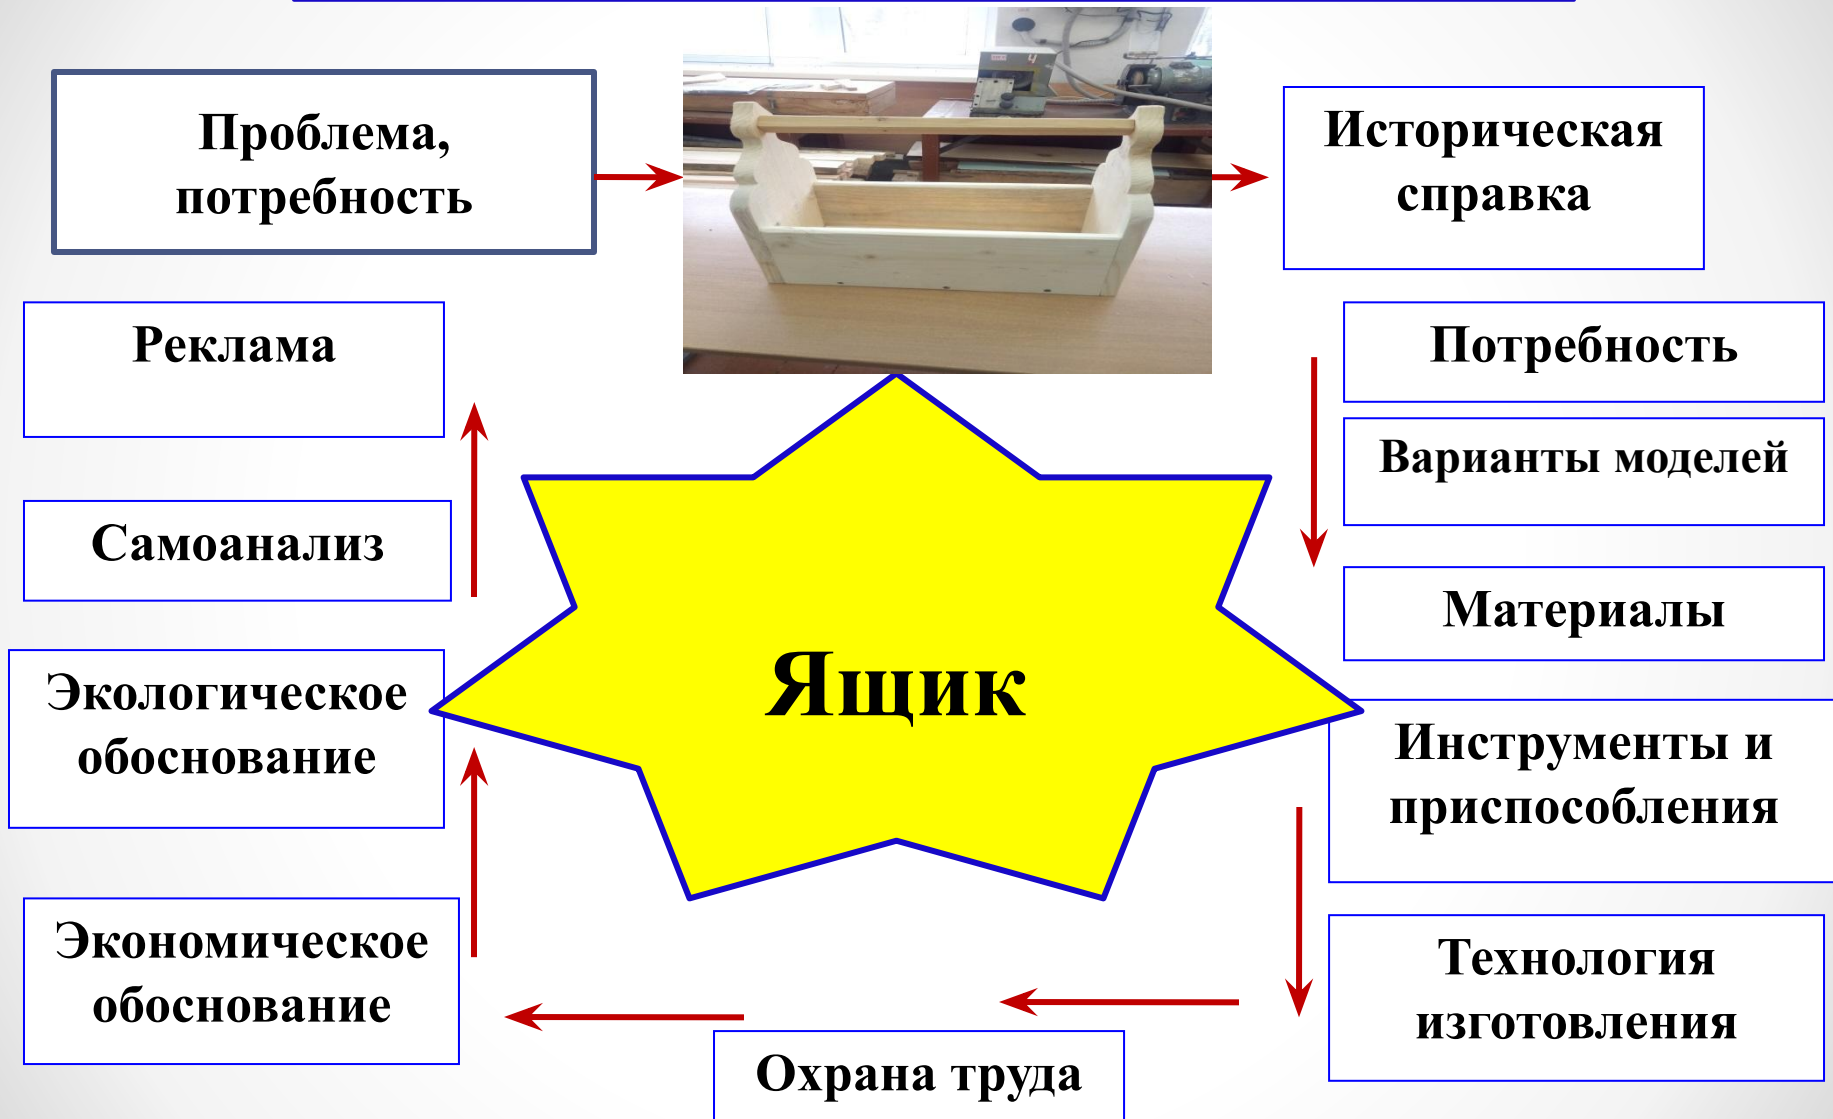 Проблема,
потребность
Историческая
справка
Потребность
Варианты моделей
Материалы
Инструменты и
приспособления
Технология
изготовления
Охрана труда
Экономическое
обоснование
Экологическое
обоснование
Самоанализ
Реклама
Ящик